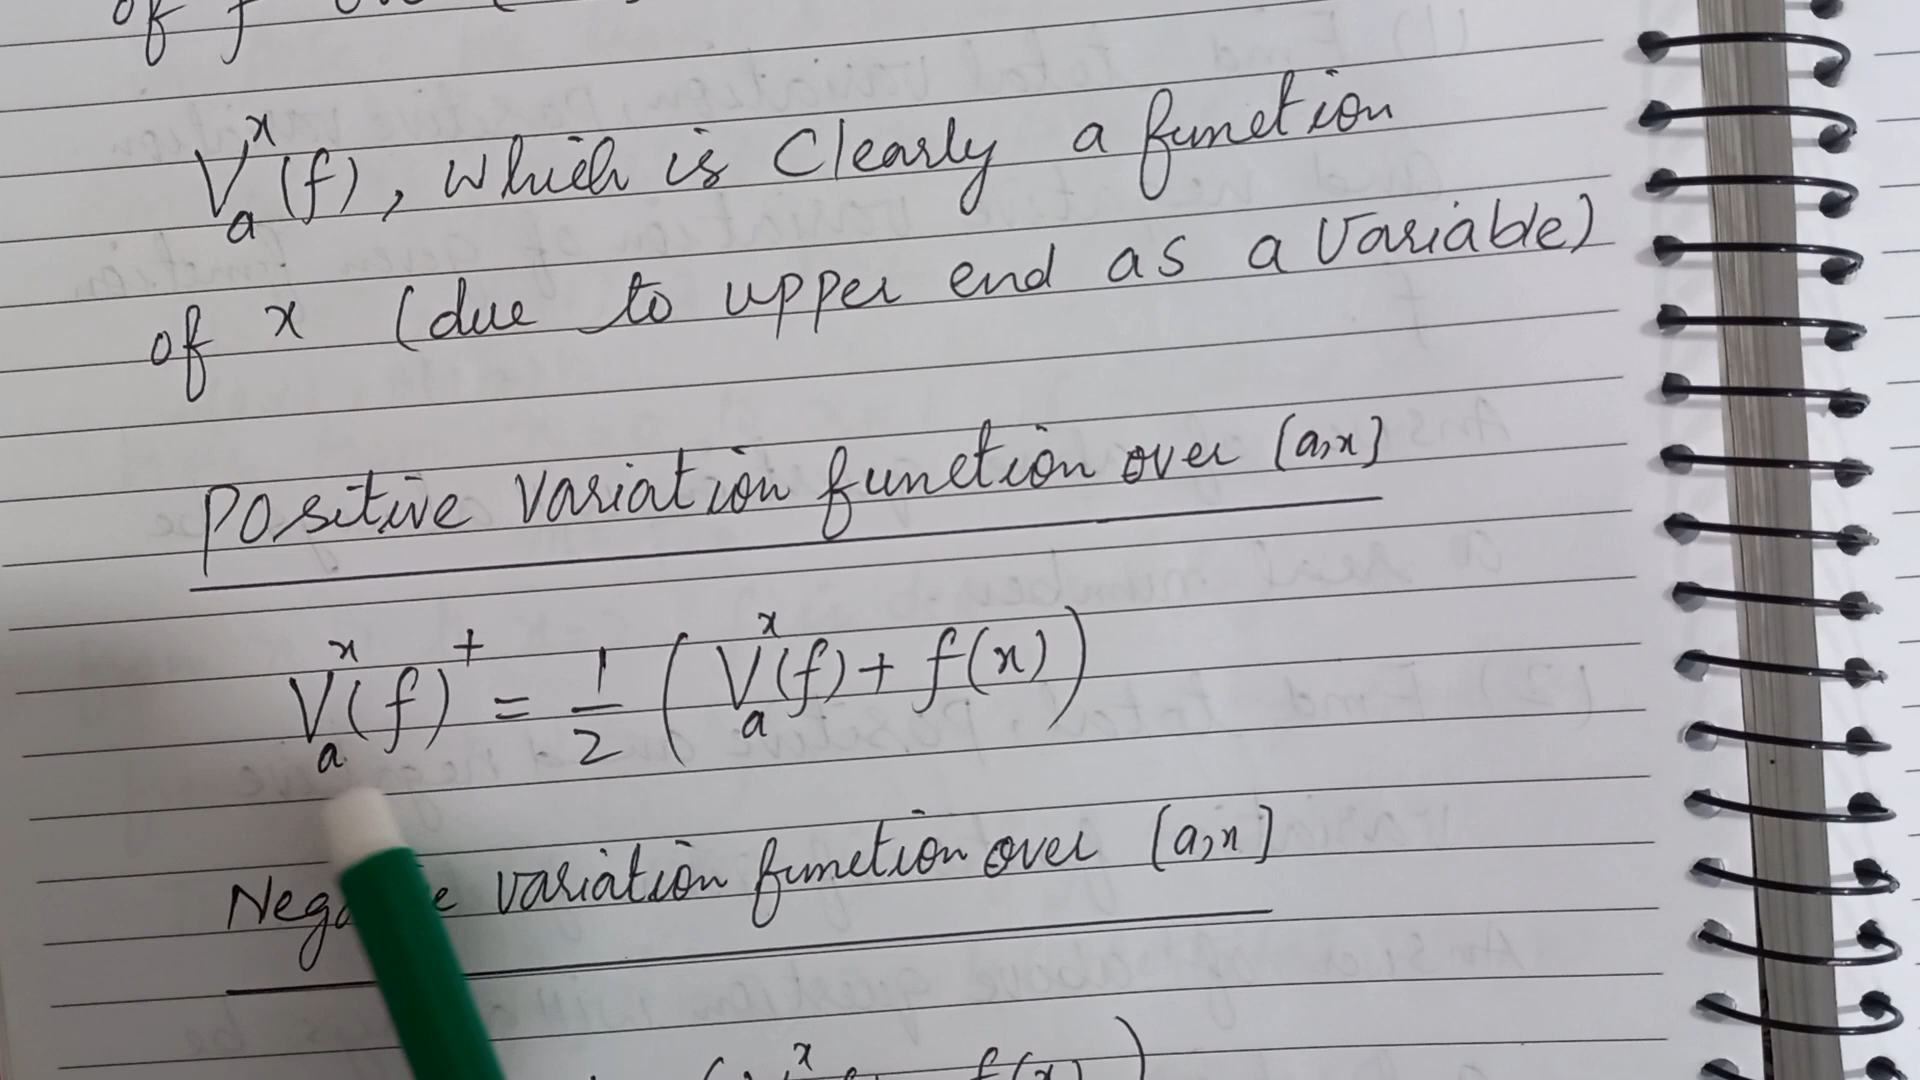 of f
V_a^x(f), which is Clearly a function
of x (due to upper end as a Variable)
Positive Variation function over [a,x]
V_a^x(f)^+ = 1/2 ( V_a^x(f) + f(x) )
variation function over [a,x]
f(x) )